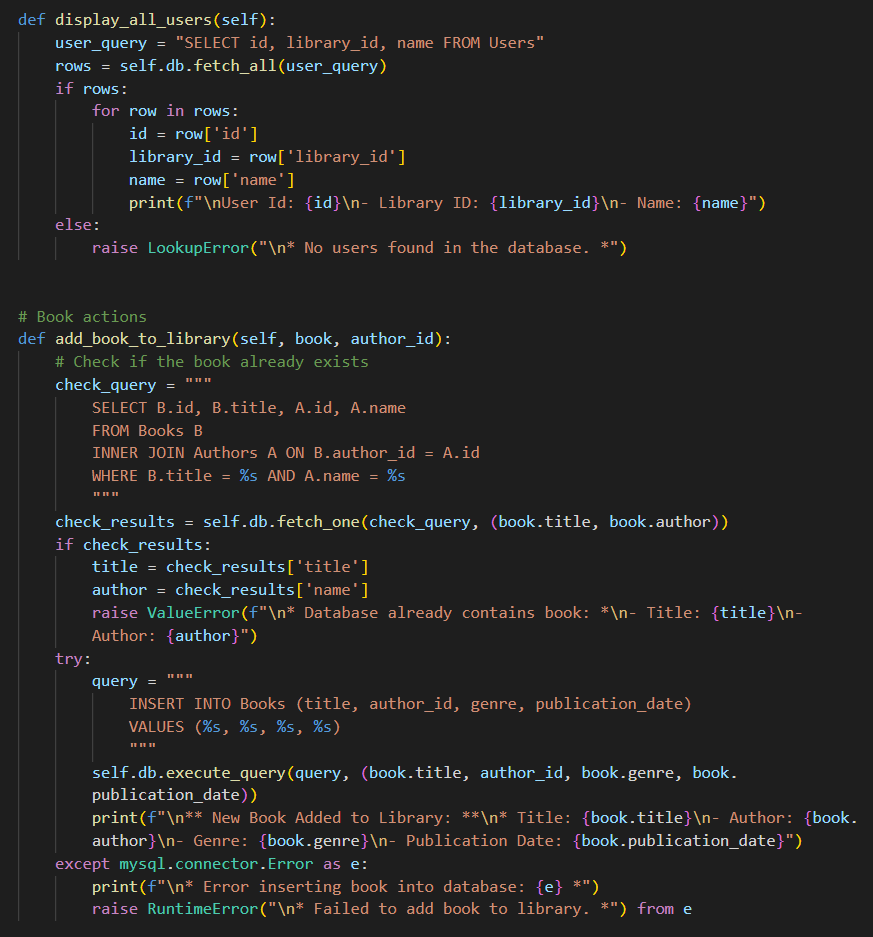 def display_all_users(self):
    user_query = "SELECT id, library_id, name FROM Users"
    rows = self.db.fetch_all(user_query)
    if rows:
        for row in rows:
            id = row['id']
            library_id = row['library_id']
            name = row['name']
            print(f"\nUser Id: {id}\n- Library ID: {library_id}\n- Name: {name}")
    else:
        raise LookupError("\n* No users found in the database. *")
# Book actions
def add_book_to_library(self, book, author_id):
    # Check if the book already exists
    check_query = """
        SELECT B.id, B.title, A.id, A.name
        FROM Books B
        INNER JOIN Authors A ON B.author_id = A.id
        WHERE B.title = %s AND A.name = %s
        """
    check_results = self.db.fetch_one(check_query, (book.title, book.author))
    if check_results:
        title = check_results['title']
        author = check_results['name']
        raise ValueError(f"\n* Database already contains book: *\n- Title: {title}\n-
        Author: {author}")
    try:
        query = """
            INSERT INTO Books (title, author_id, genre, publication_date)
            VALUES (%s, %s, %s, %s)
            """
        self.db.execute_query(query, (book.title, author_id, book.genre, book.
        publication_date))
        print(f"\n** New Book Added to Library: **\n* Title: {book.title}\n- Author: {book.
        author}\n- Genre: {book.genre}\n- Publication Date: {book.publication_date}")
    except mysql.connector.Error as e:
        print(f"\n* Error inserting book into database: {e} *")
        raise RuntimeError("\n* Failed to add book to library. *") from e